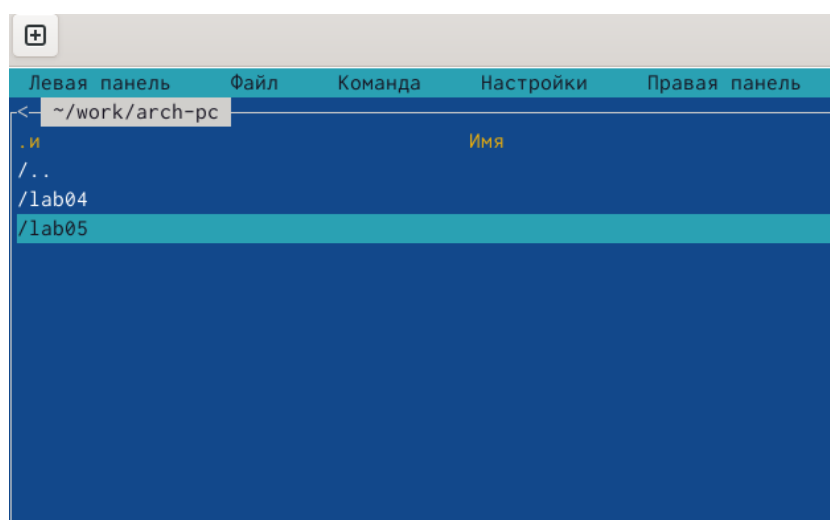 Левая панель Файл Команда Настройки Правая панель
<— ~/work/arch-pc
.и Имя
/..
/lab04
/lab05